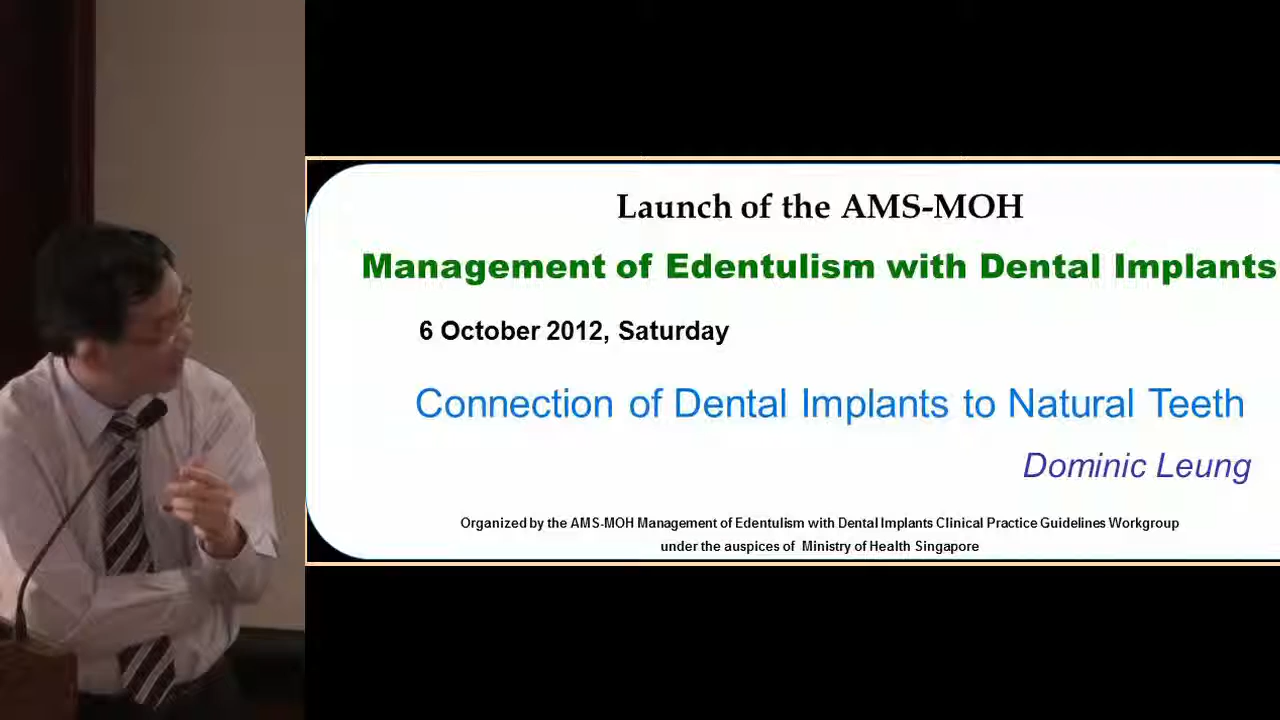 Launch of the AMS-MOH
Management of Edentulism with Dental Implants
6 October 2012, Saturday
Connection of Dental Implants to Natural Teeth
Dominic Leung
Organized by the AMS-MOH Management of Edentulism with Dental Implants Clinical Practice Guidelines Workgroup
under the auspices of Ministry of Health Singapore